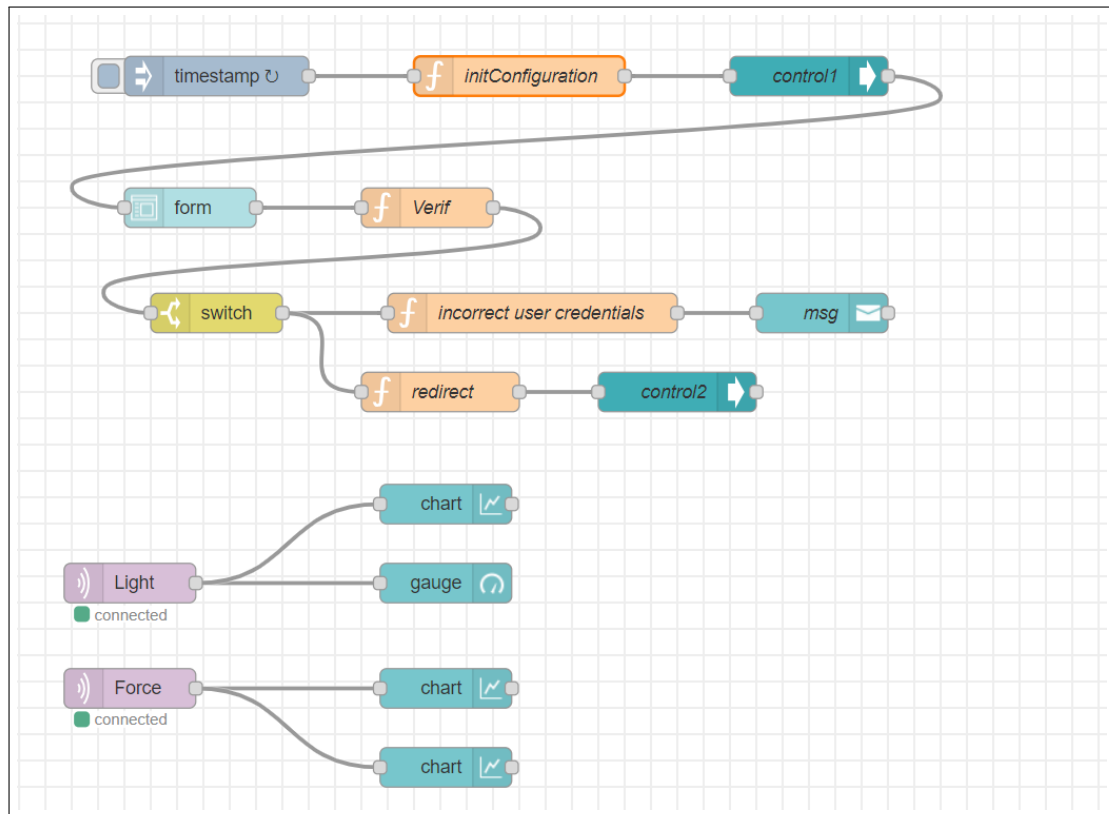 timestamp ↻
initConfiguration
control1
form
Verif
switch
incorrect user credentials
msg
redirect
control2
chart
Light
gauge
connected
Force
chart
connected
chart